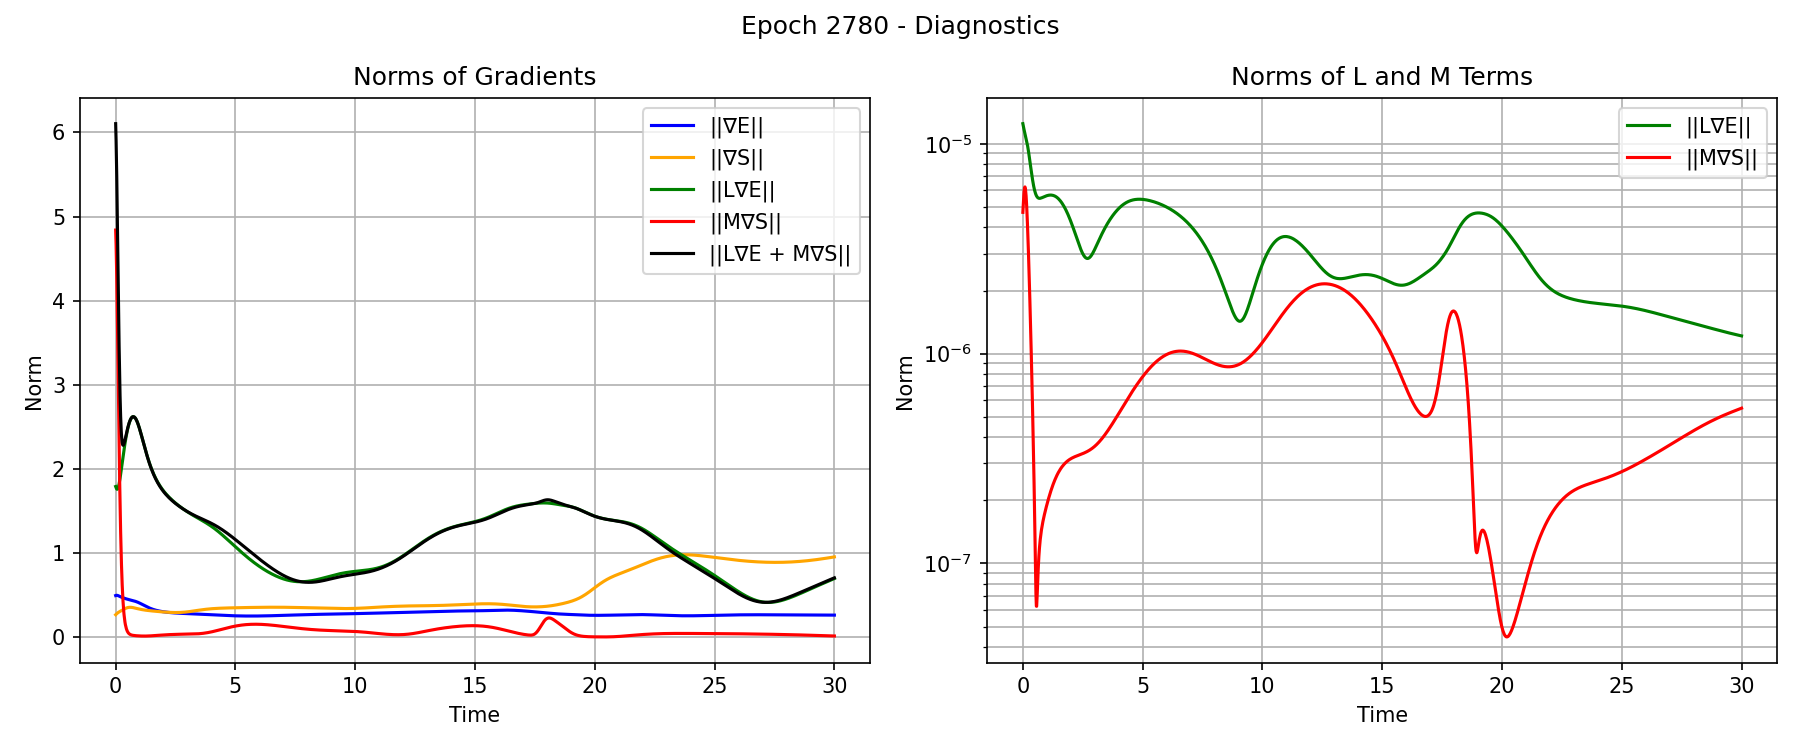 Epoch 2780 - Diagnostics
Norms of Gradients
Norm
6
5
4
3
2
1
0
||∇E||
||∇S||
||L∇E||
||M∇S||
||L∇E + M∇S||
0 5 10 15 20 25 30
Time
Norms of L and M Terms
Norm
10⁻⁵
10⁻⁶
10⁻⁷
||L∇E||
||M∇S||
0 5 10 15 20 25 30
Time